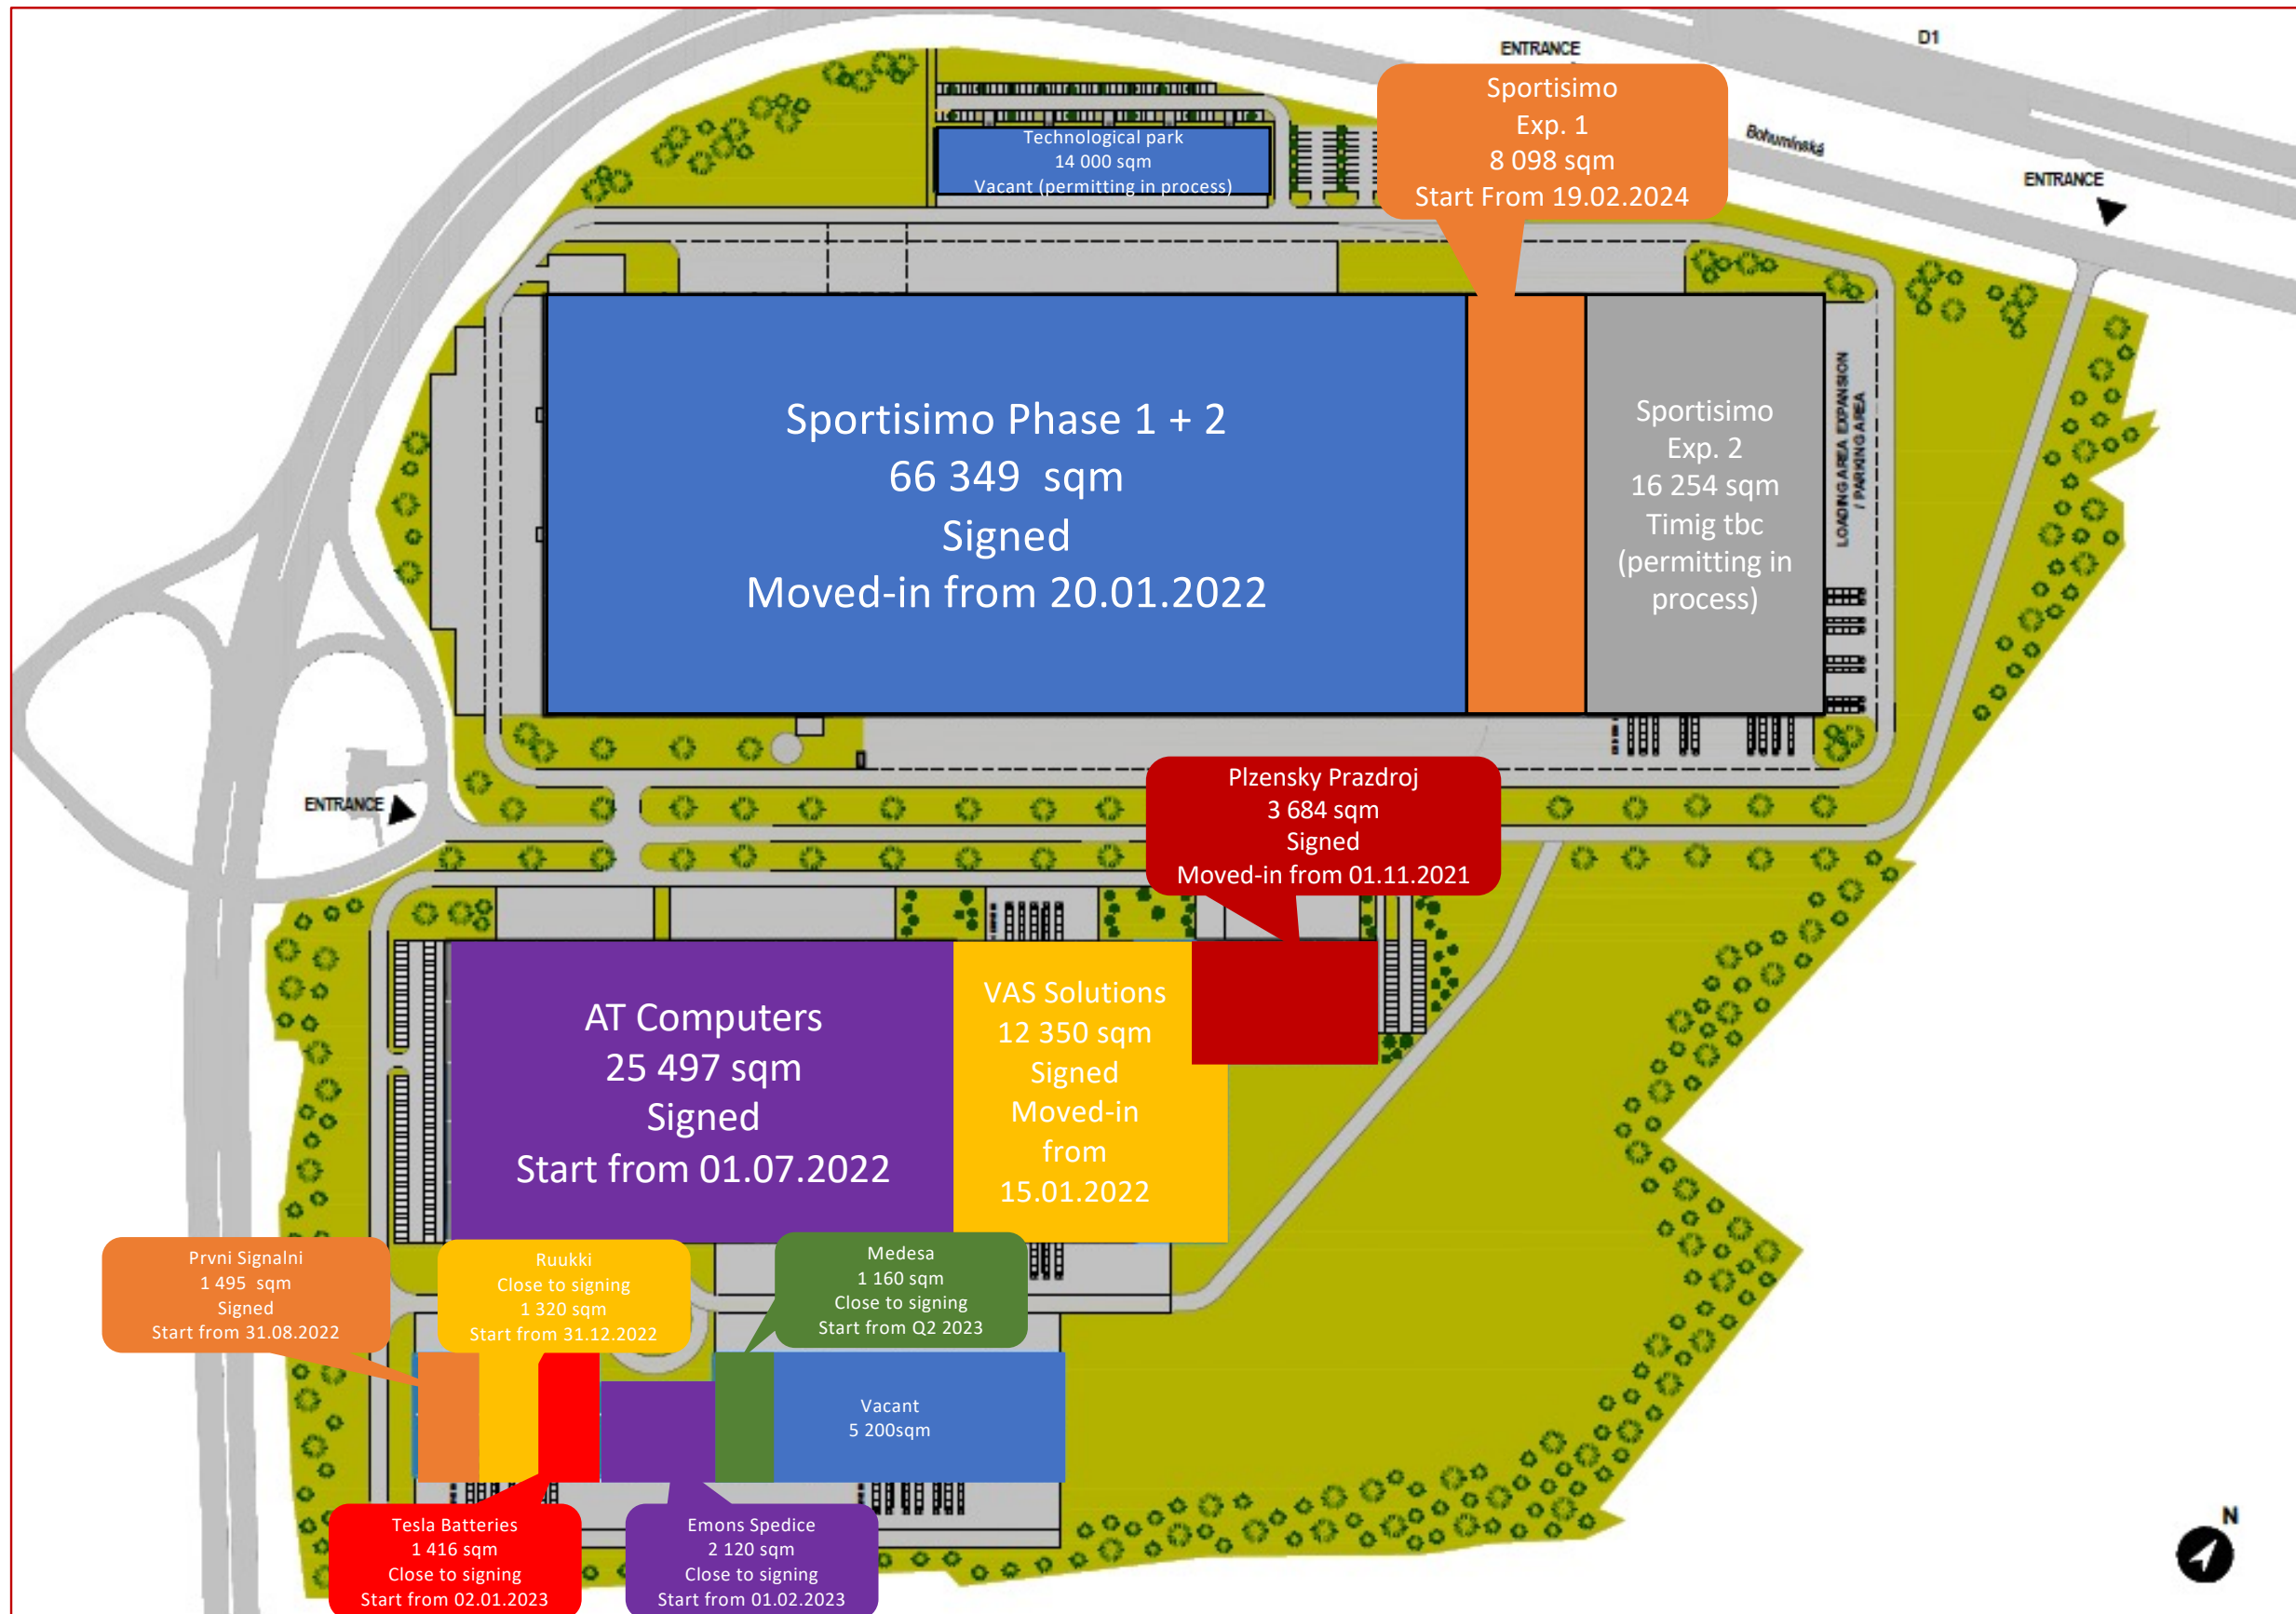 ENTRANCE
D1
Sportisimo
Exp. 1
8 098 sqm
Start From 19.02.2024
Bohumínská
ENTRANCE
Technological park
14 000 sqm
Vacant (permitting in process)
Sportisimo Phase 1 + 2
66 349 sqm
Signed
Moved-in from 20.01.2022
Sportisimo
Exp. 2
16 254 sqm
Timig tbc
(permitting in
process)
LOADING AREA EXPANSION
/ PARKING AREA
ENTRANCE
Plzensky Prazdroj
3 684 sqm
Signed
Moved-in from 01.11.2021
AT Computers
25 497 sqm
Signed
Start from 01.07.2022
VAS Solutions
12 350 sqm
Signed
Moved-in
from
15.01.2022
Prvni Signalni
1 495 sqm
Signed
Start from 31.08.2022
Ruukki
Close to signing
1 320 sqm
Start from 31.12.2022
Medesa
1 160 sqm
Close to signing
Start from Q2 2023
Vacant
5 200sqm
Tesla Batteries
1 416 sqm
Close to signing
Start from 02.01.2023
Emons Spedice
2 120 sqm
Close to signing
Start from 01.02.2023
N